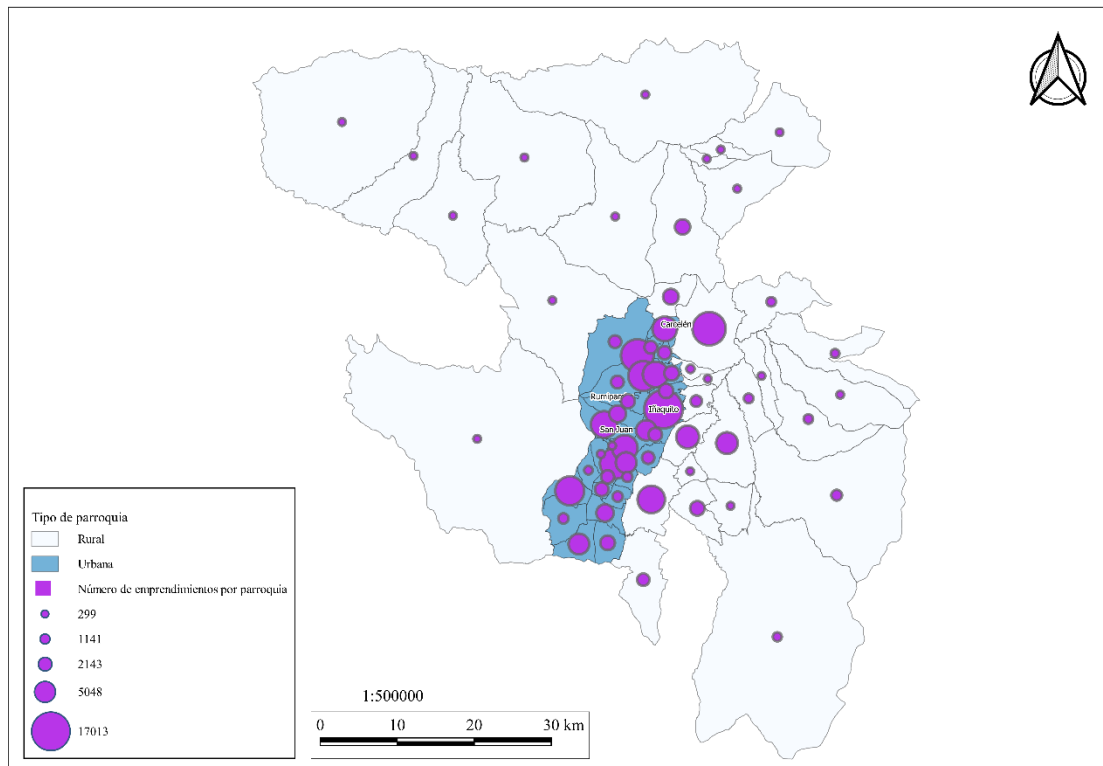 Carcelén
Iñaquito
San Juan
Tipo de parroquia
Rural
Urbana
Número de emprendimientos por parroquia
299
1141
2143
5048
17013
1:500000
0 10 20 30 km